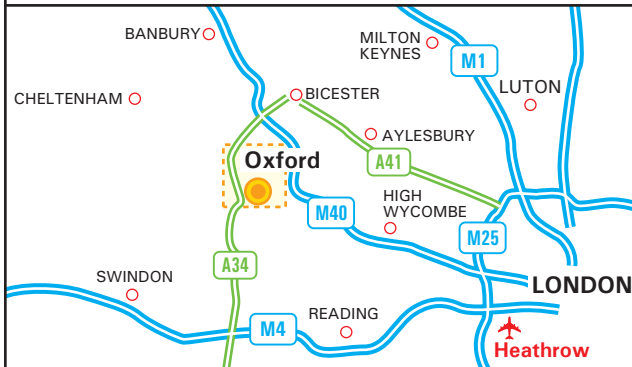 BANBURY
MILTON
KEYNES
M1
LUTON
CHELTENHAM
BICESTER
AYLESBURY
A41
Oxford
HIGH
WYCOMBE
M40
M25
A34
SWINDON
LONDON
READING
M4
Heathrow